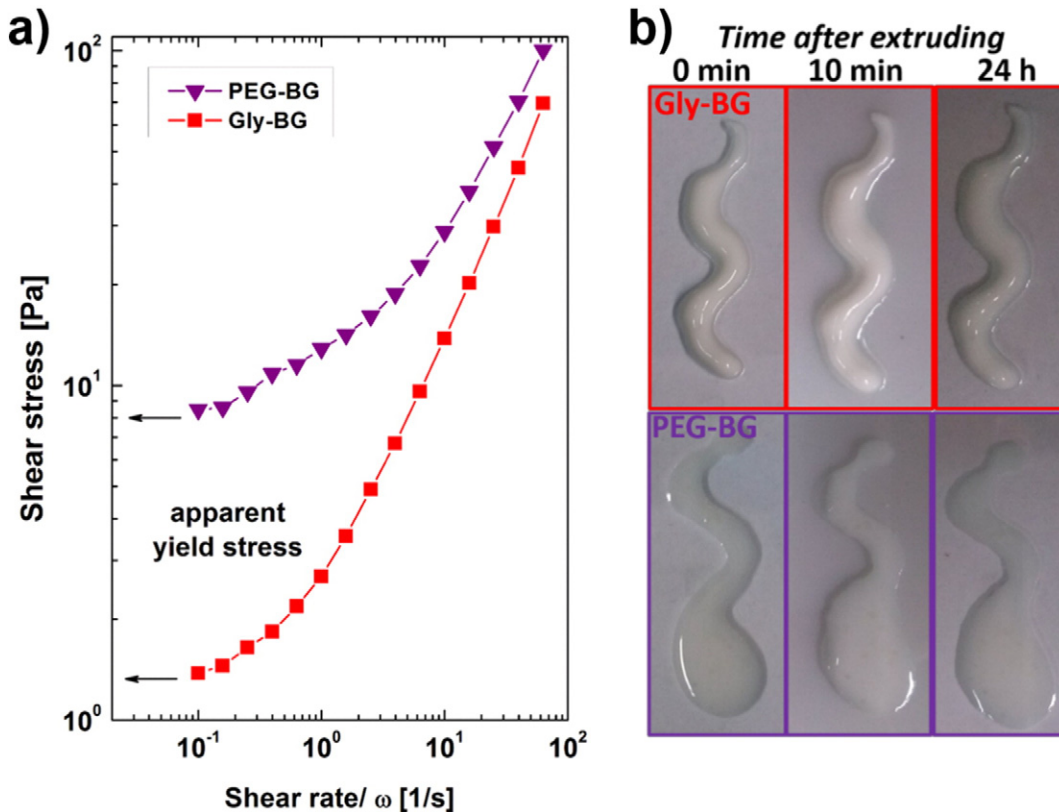 a)
10²
10¹
10⁰
Shear stress [Pa]
PEG-BG
Gly-BG
apparent
yield stress
10⁻¹ 10⁰ 10¹ 10²
Shear rate/ ω [1/s]
b)
Time after extruding
0 min 10 min 24 h
Gly-BG
PEG-BG